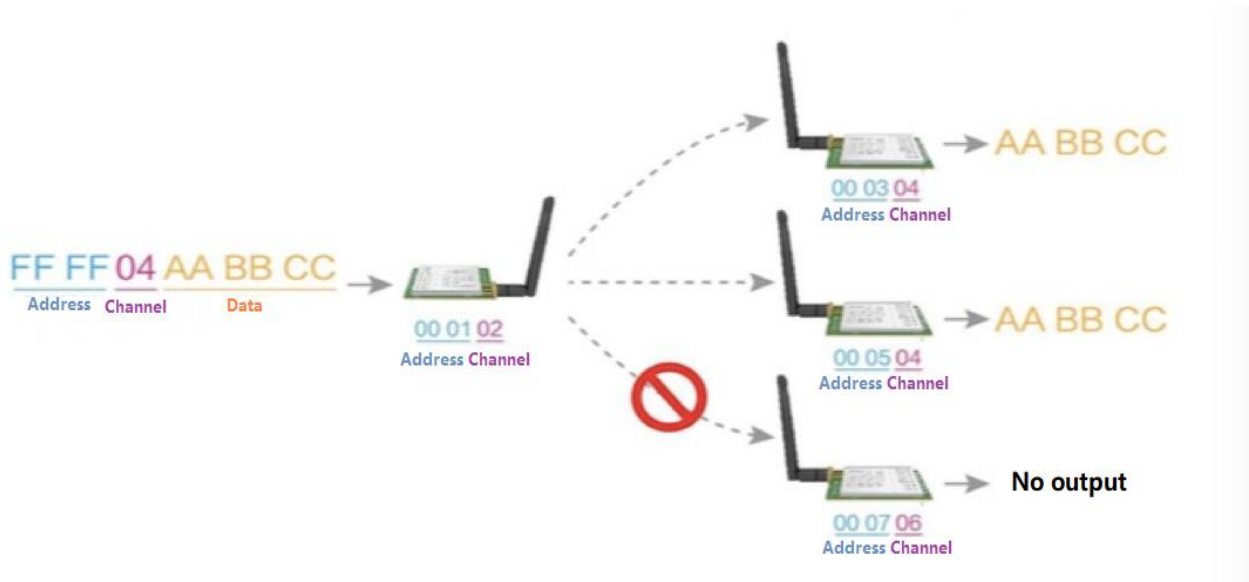 FF FF 04 AA BB CC
Address Channel Data
00 01 02
Address Channel
AA BB CC
00 03 04
Address Channel
AA BB CC
00 05 04
Address Channel
No output
00 07 06
Address Channel